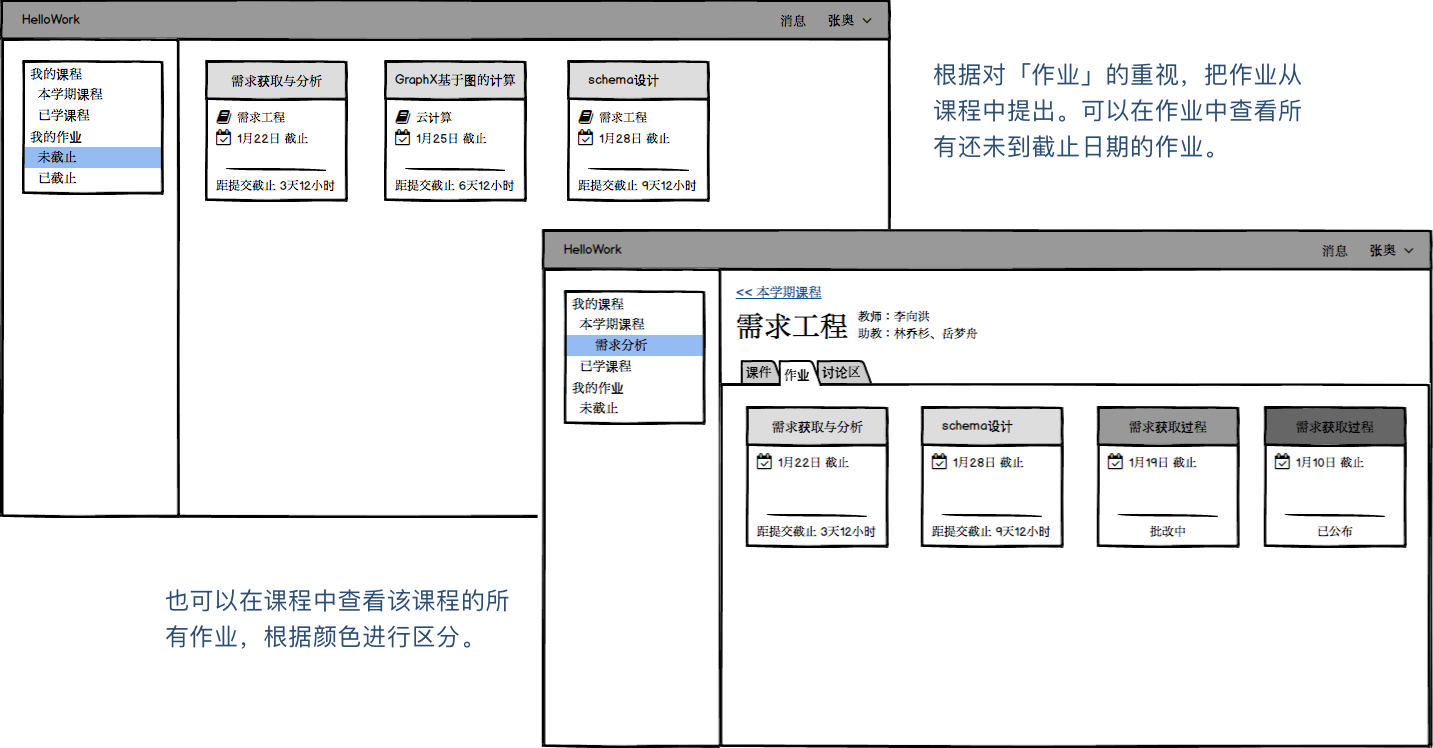 HelloWork
消息 张奥
我的课程
本学期课程
已学课程
我的作业
未截止
已截止
需求获取与分析
需求工程
1月22日 截止
距提交截止 3天12小时
GraphX基于图的计算
云计算
1月25日 截止
距提交截止 6天12小时
schema设计
需求工程
1月28日 截止
距提交截止 9天12小时
根据对「作业」的重视，把作业从
课程中提出。可以在作业中查看所
有还未到截止日期的作业。
HelloWork
消息 张奥
我的课程
本学期课程
需求分析
已学课程
我的作业
未截止
<< 本学期课程
需求工程
教师：李向洪
助教：林乔杉、岳梦舟
课件 作业 讨论区
需求获取与分析
1月22日 截止
距提交截止 3天12小时
schema设计
1月28日 截止
距提交截止 9天12小时
需求获取过程
1月19日 截止
批改中
需求获取过程
1月10日 截止
已公布
也可以在课程中查看该课程的所
有作业，根据颜色进行区分。